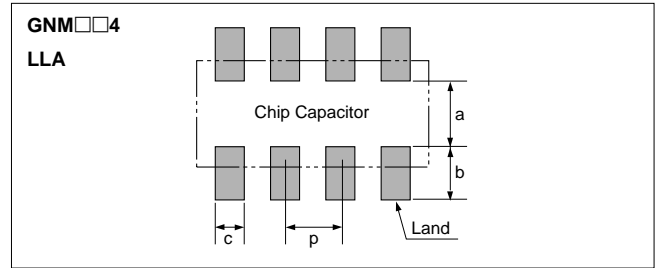 GNM□□4
LLA
Chip Capacitor
a
b
c
p
Land